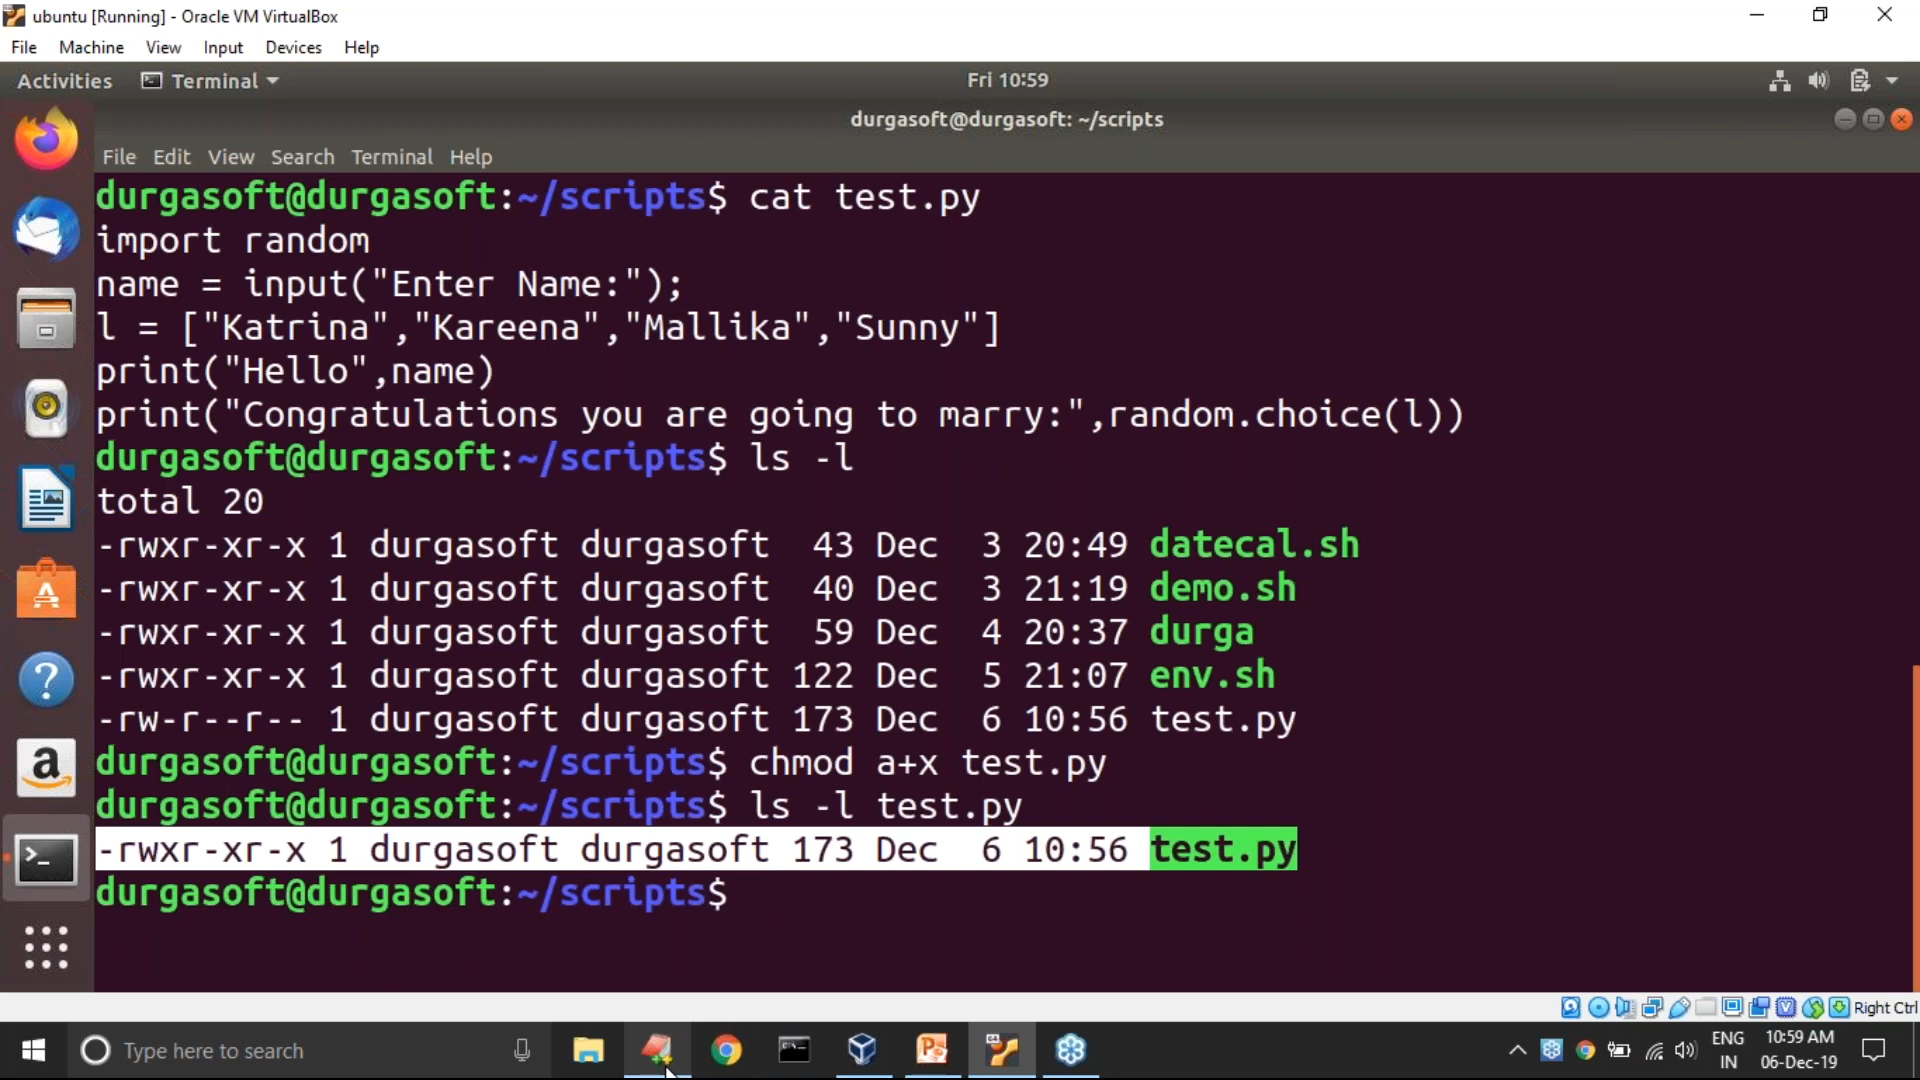 ubuntu [Running] - Oracle VM VirtualBox
File Machine View Input Devices Help
Activities Terminal Fri 10:59
durgasoft@durgasoft: ~/scripts
File Edit View Search Terminal Help
durgasoft@durgasoft:~/scripts$ cat test.py
import random
name = input("Enter Name:");
l = ["Katrina","Kareena","Mallika","Sunny"]
print("Hello",name)
print("Congratulations you are going to marry:",random.choice(l))
durgasoft@durgasoft:~/scripts$ ls -l
total 20
-rwxr-xr-x 1 durgasoft durgasoft  43 Dec  3 20:49 datecal.sh
-rwxr-xr-x 1 durgasoft durgasoft  40 Dec  3 21:19 demo.sh
-rwxr-xr-x 1 durgasoft durgasoft  59 Dec  4 20:37 durga
-rwxr-xr-x 1 durgasoft durgasoft 122 Dec  5 21:07 env.sh
-rw-r--r-- 1 durgasoft durgasoft 173 Dec  6 10:56 test.py
durgasoft@durgasoft:~/scripts$ chmod a+x test.py
durgasoft@durgasoft:~/scripts$ ls -l test.py
-rwxr-xr-x 1 durgasoft durgasoft 173 Dec  6 10:56 test.py
durgasoft@durgasoft:~/scripts$
Right Ctrl
Type here to search
ENG 10:59 AM
IN 06-Dec-19